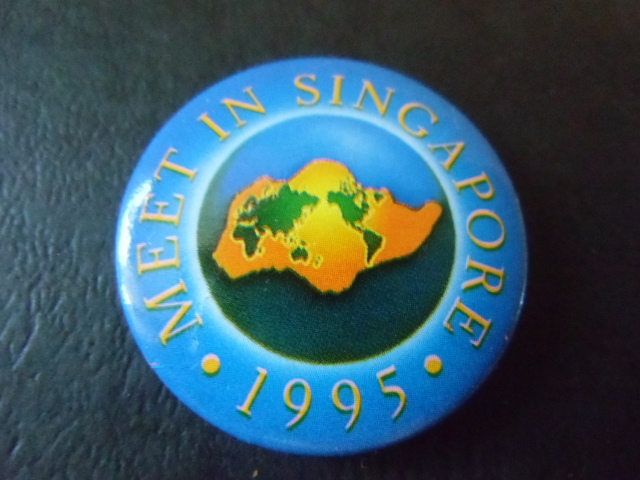 MEET IN SINGAPORE
• 1995 •